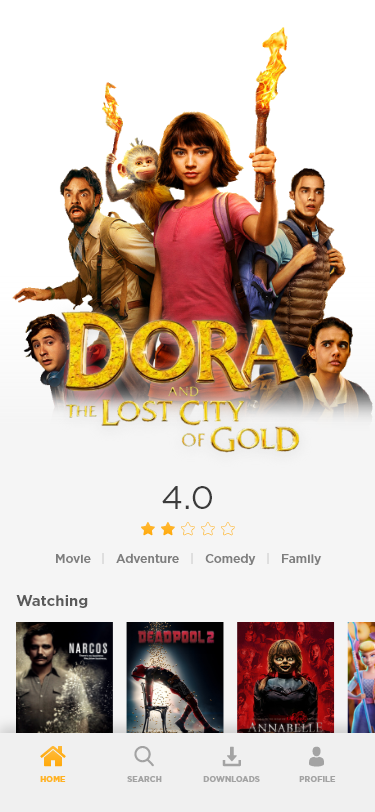 DORA
AND
THE LOST CITY
OF GOLD
4.0
Movie | Adventure | Comedy | Family
Watching
NARCOS
DEADPOOL 2
ANNABELLE
HOME SEARCH DOWNLOADS PROFILE